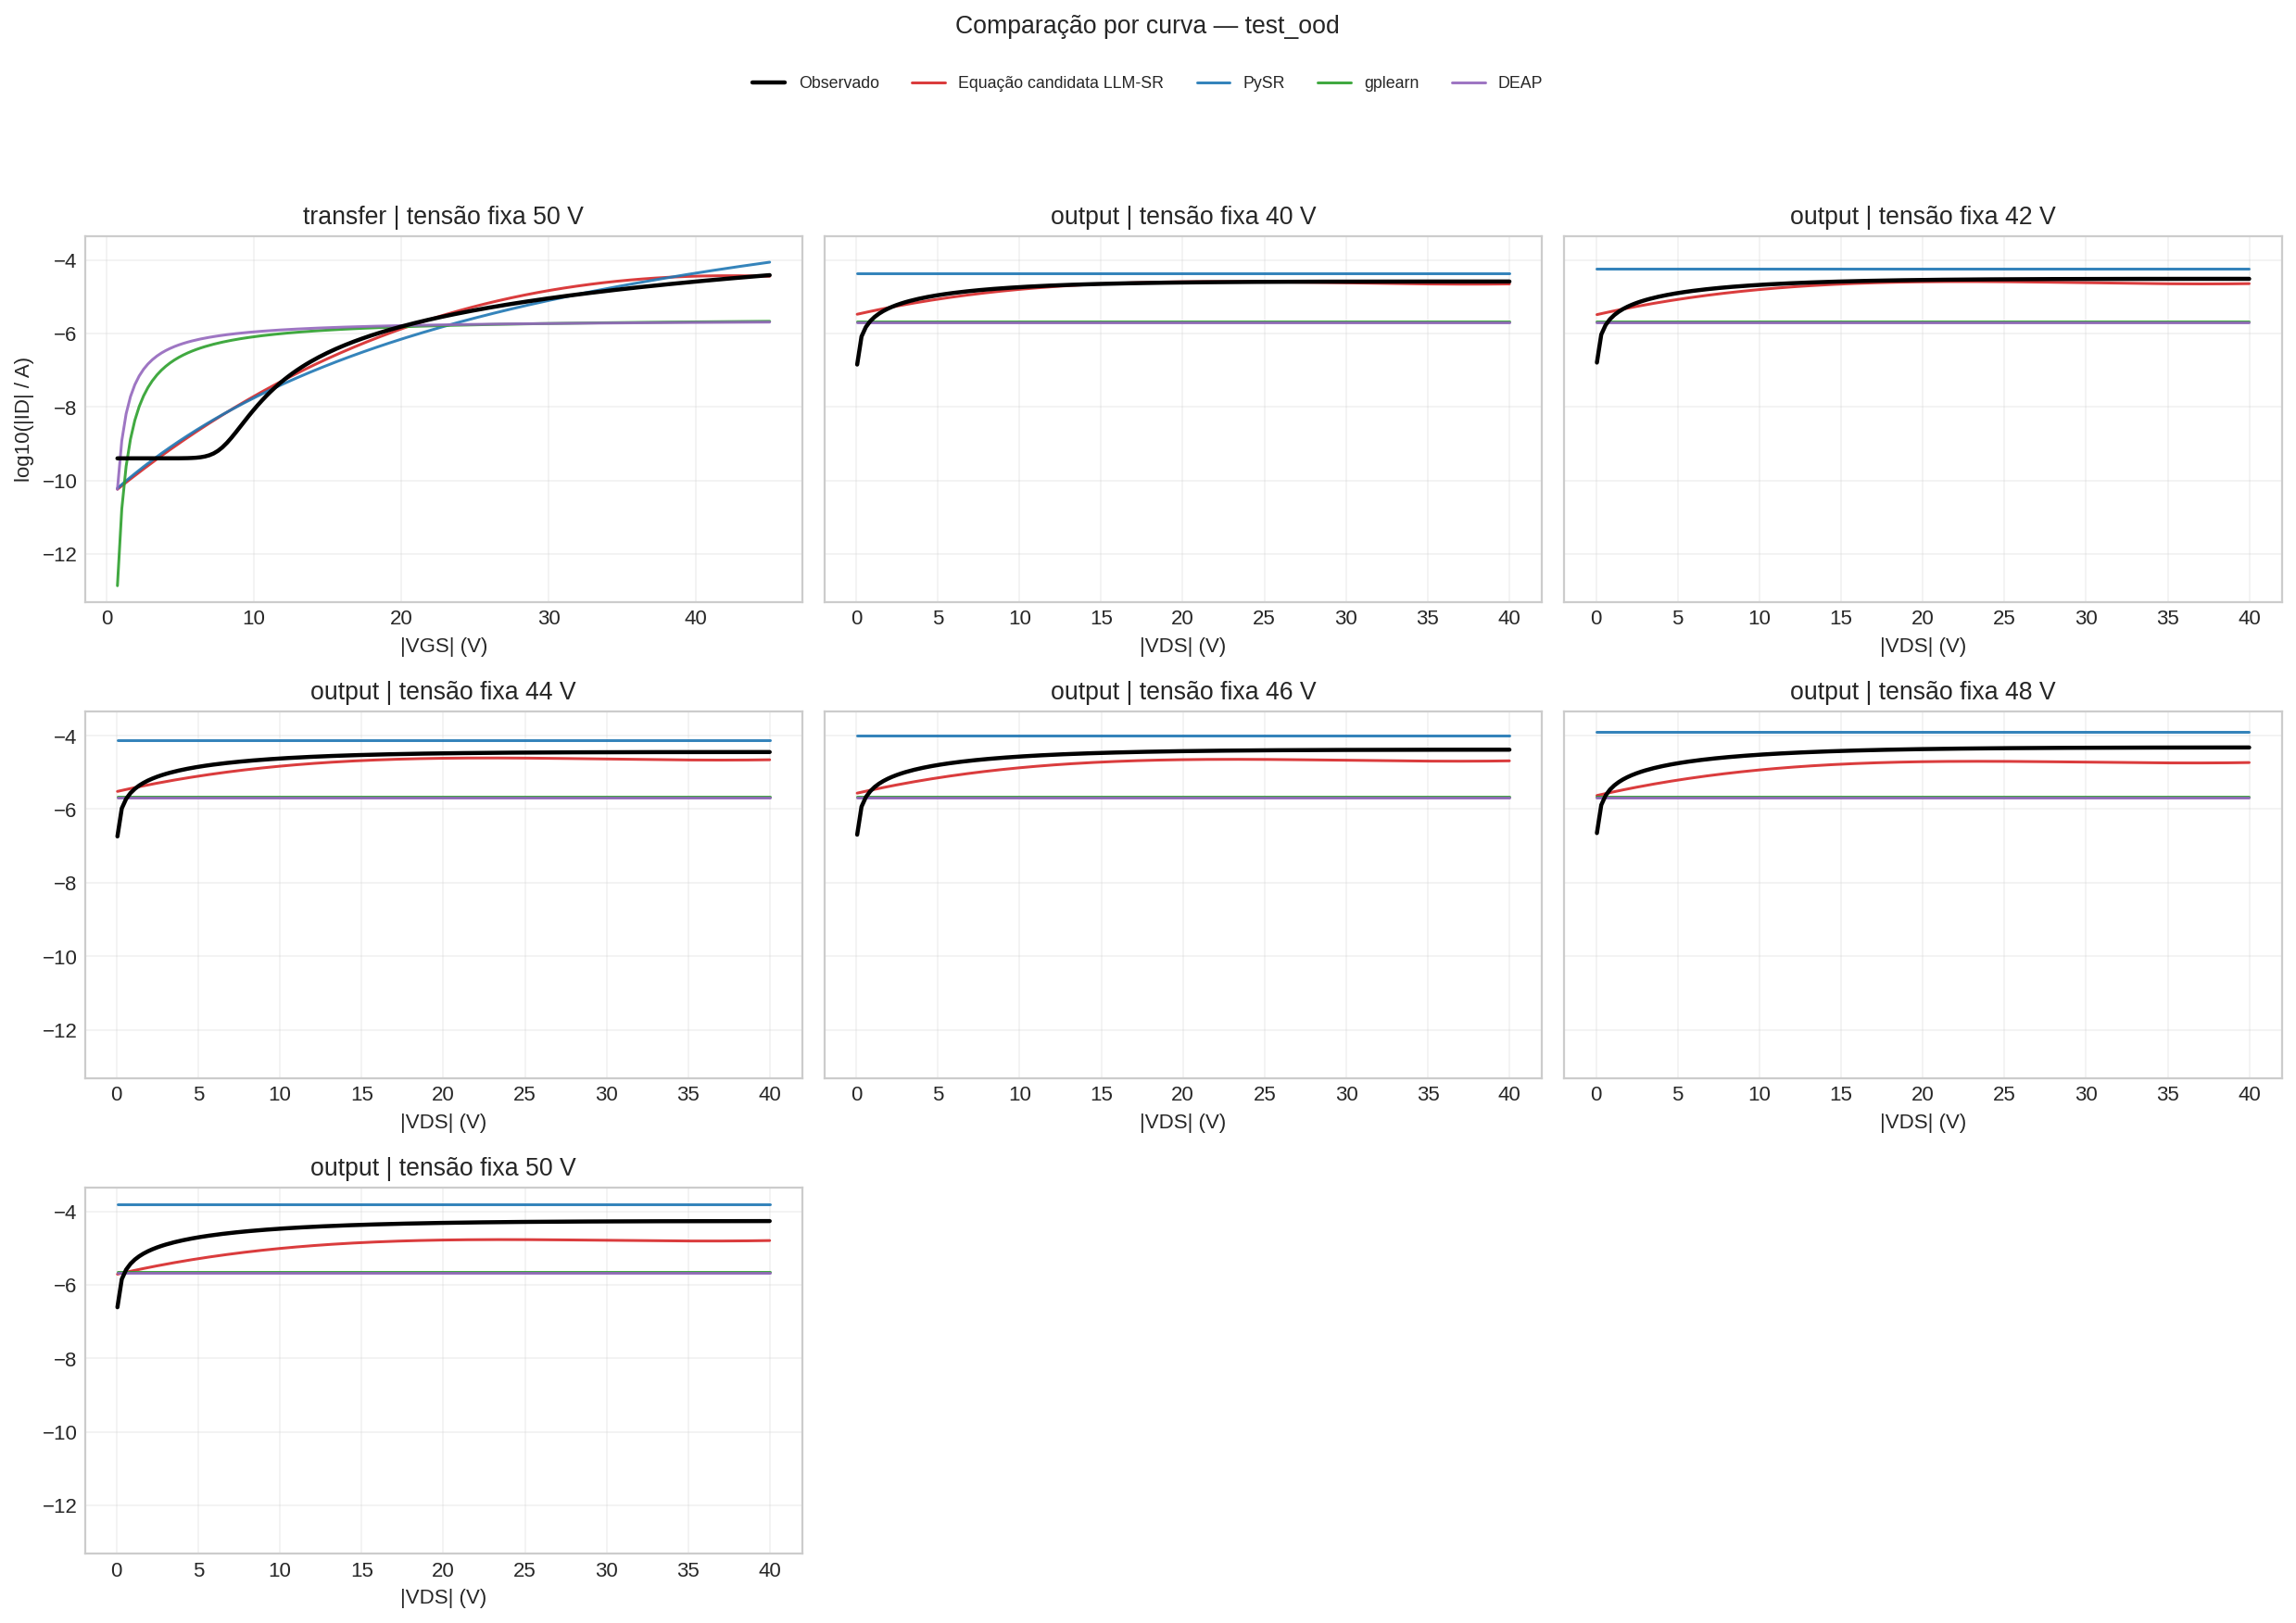 Comparação por curva — test_ood
Observado Equação candidata LLM-SR PySR gplearn DEAP
transfer | tensão fixa 50 V
−4
−6
−8
−10
−12
log10(|ID| / A)
0 10 20 30 40
|VGS| (V)
output | tensão fixa 40 V
0 5 10 15 20 25 30 35 40
|VDS| (V)
output | tensão fixa 42 V
0 5 10 15 20 25 30 35 40
|VDS| (V)
output | tensão fixa 44 V
−4
−6
−8
−10
−12
0 5 10 15 20 25 30 35 40
|VDS| (V)
output | tensão fixa 46 V
0 5 10 15 20 25 30 35 40
|VDS| (V)
output | tensão fixa 48 V
0 5 10 15 20 25 30 35 40
|VDS| (V)
output | tensão fixa 50 V
−4
−6
−8
−10
−12
0 5 10 15 20 25 30 35 40
|VDS| (V)